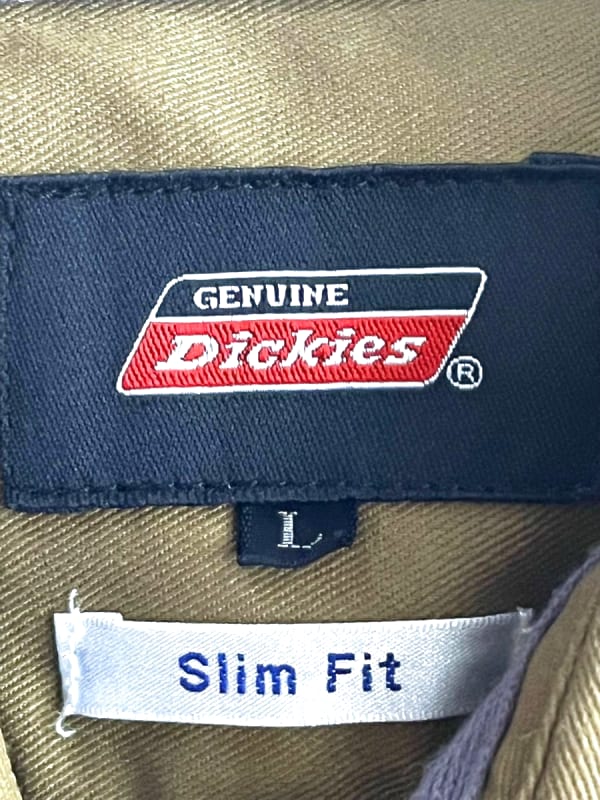 GENUINE
Dickies
®
L
Slim Fit